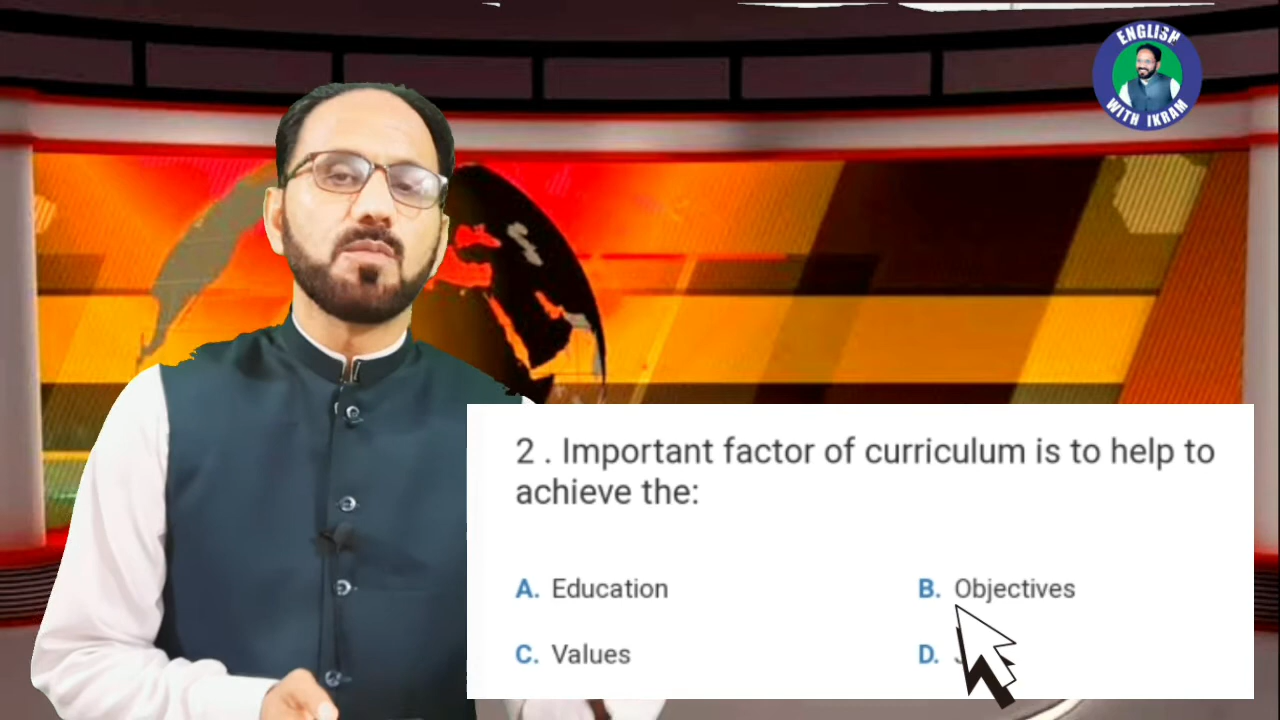 ENGLISH
WITH IKRAM
2 . Important factor of curriculum is to help to
achieve the:
A. Education
B. Objectives
C. Values
D.